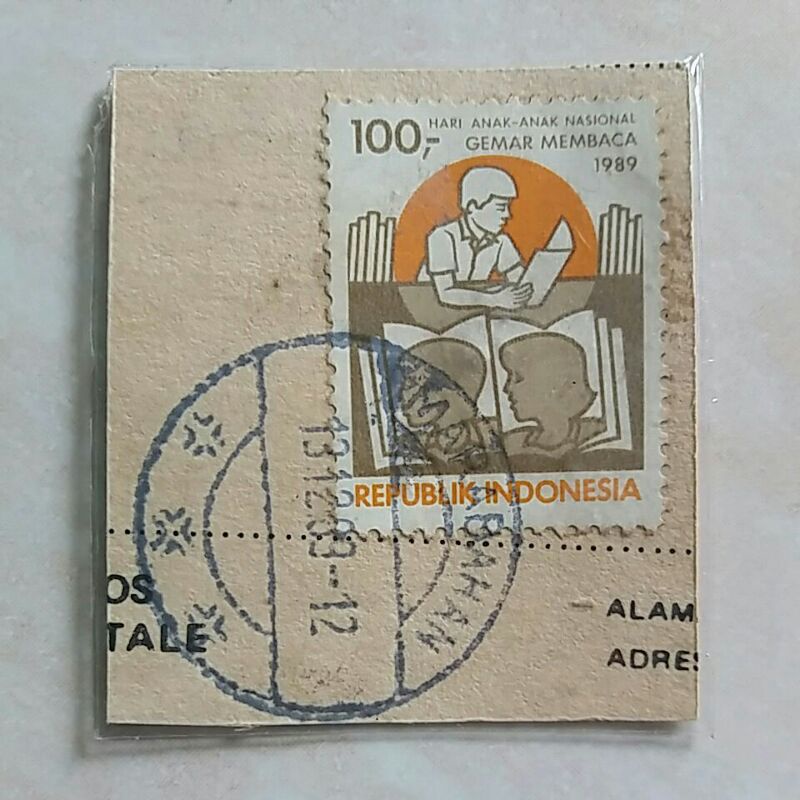 100,-
HARI ANAK-ANAK NASIONAL
GEMAR MEMBACA
1989
REPUBLIK INDONESIA
13.12.89.-12
OS
TALE
ALAM
ADRES